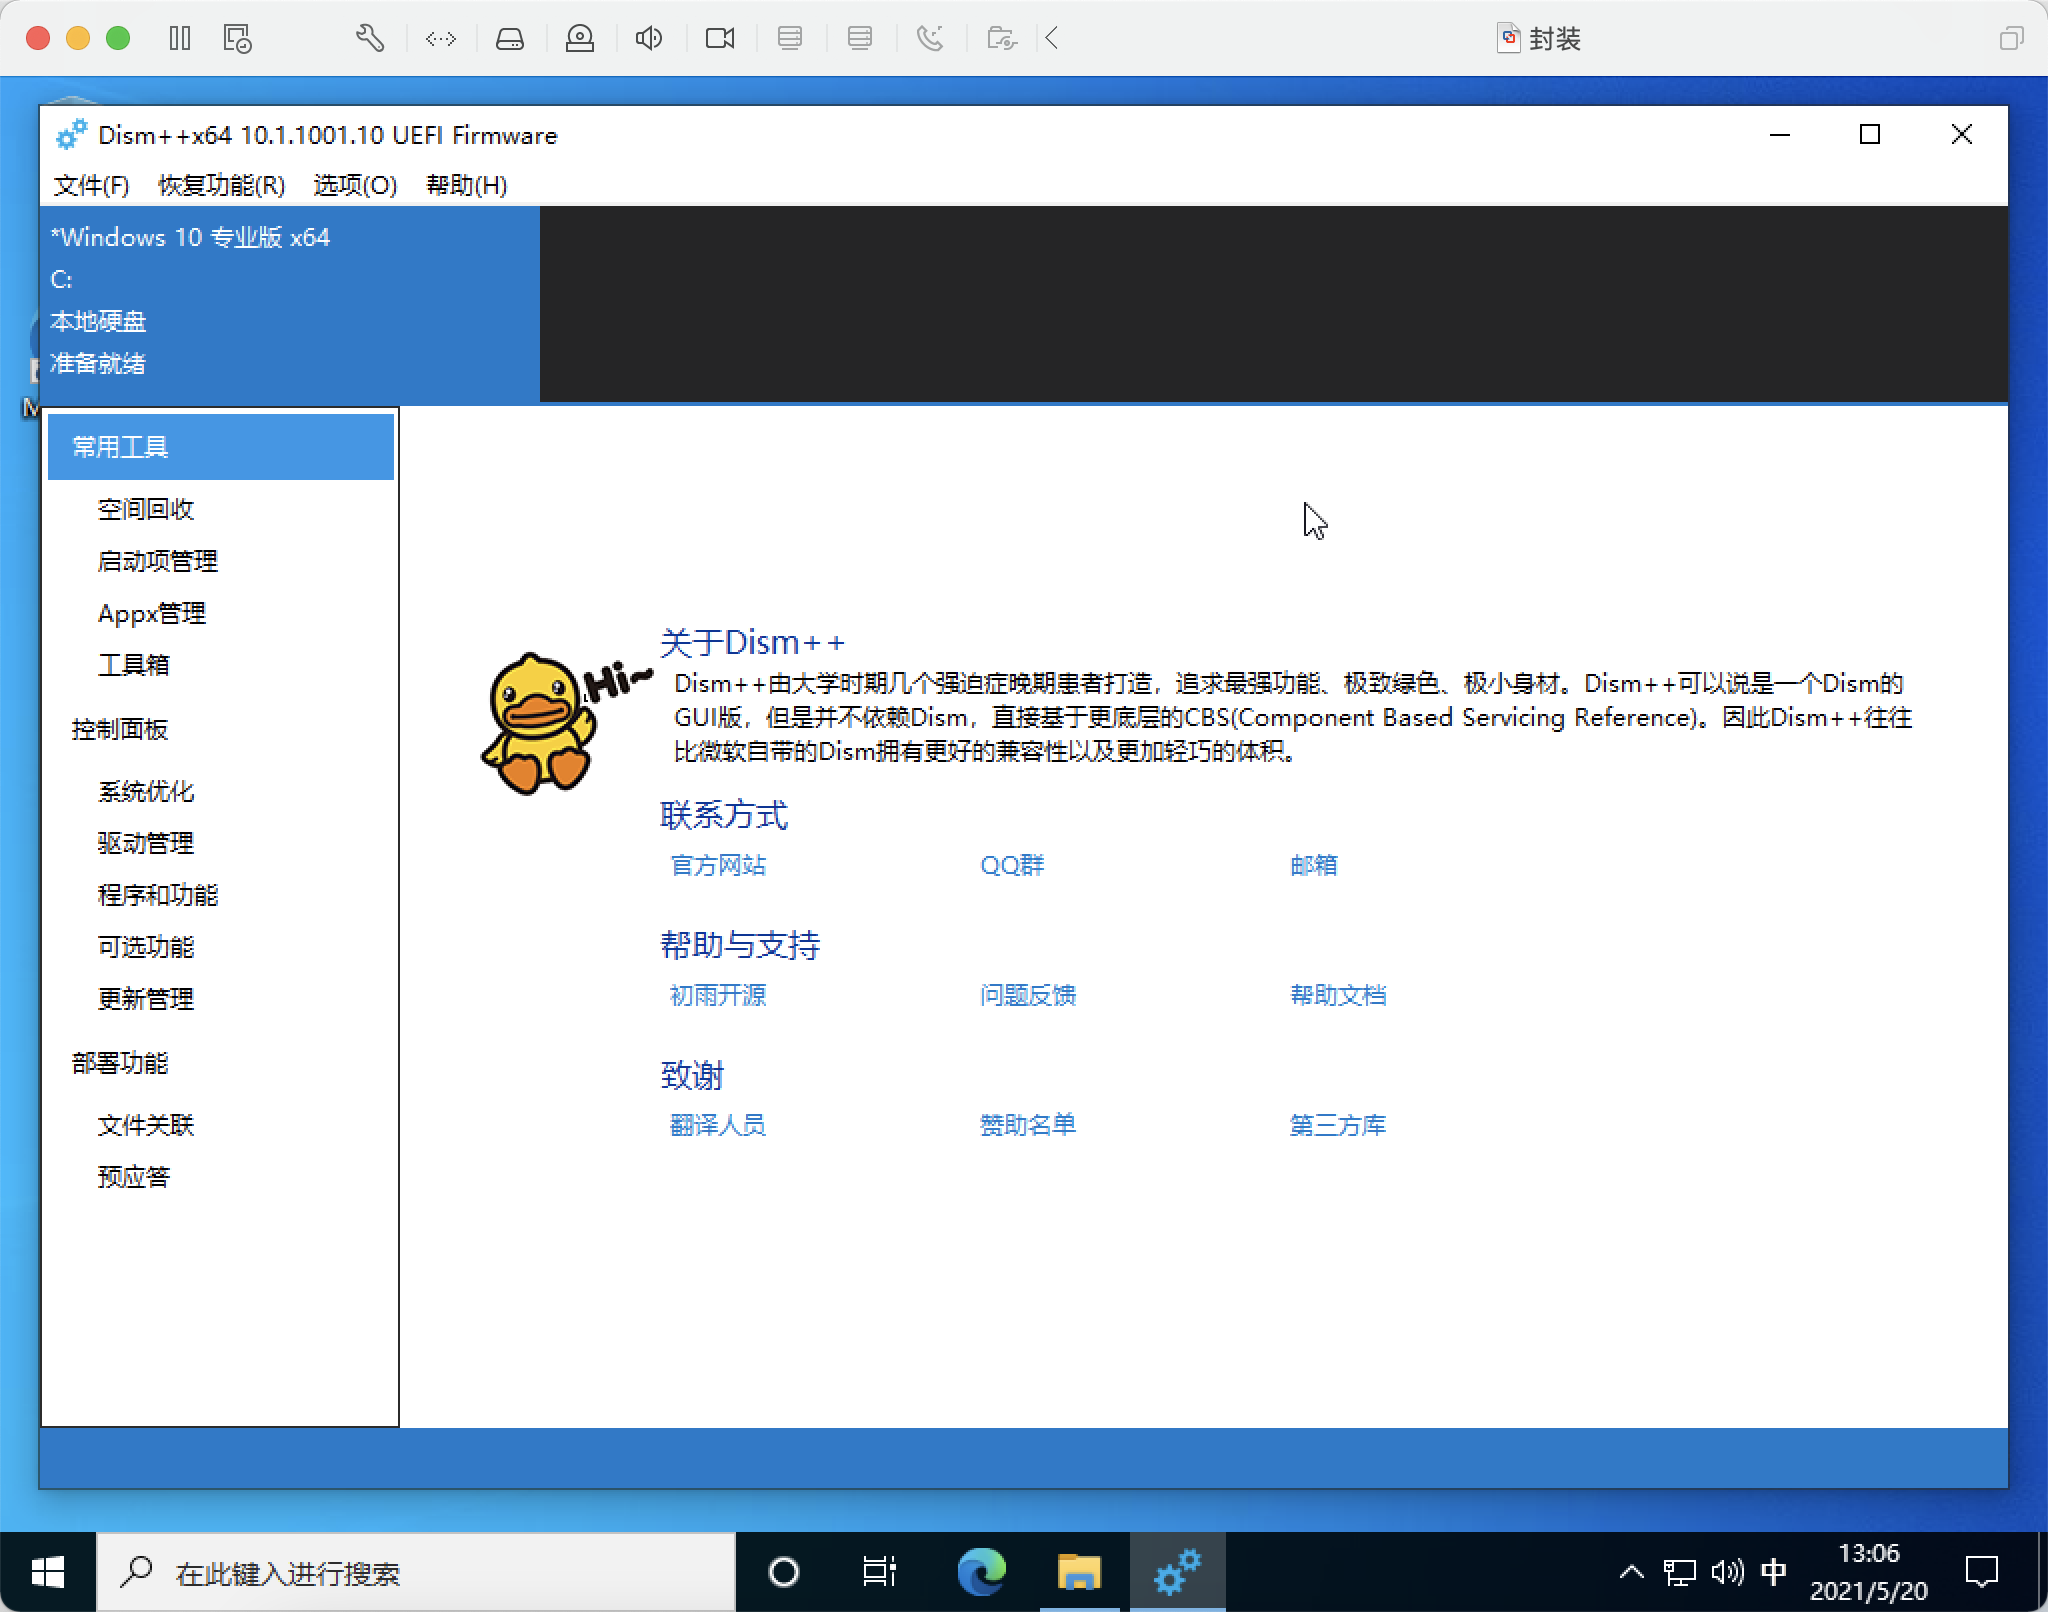 封装
Dism++x64 10.1.1001.10 UEFI Firmware
文件(F) 恢复功能(R) 选项(O) 帮助(H)
*Windows 10 专业版 x64
C:
本地硬盘
准备就绪
M
常用工具
空间回收
启动项管理
Appx管理
工具箱
控制面板
系统优化
驱动管理
程序和功能
可选功能
更新管理
部署功能
文件关联
预应答
Hi~
关于Dism++
Dism++由大学时期几个强迫症晚期患者打造，追求最强功能、极致绿色、极小身材。Dism++可以说是一个Dism的
GUI版，但是并不依赖Dism，直接基于更底层的CBS(Component Based Servicing Reference)。因此Dism++往往
比微软自带的Dism拥有更好的兼容性以及更加轻巧的体积。
联系方式
官方网站 QQ群 邮箱
帮助与支持
初雨开源 问题反馈 帮助文档
致谢
翻译人员 赞助名单 第三方库
在此键入进行搜索
中
13:06
2021/5/20